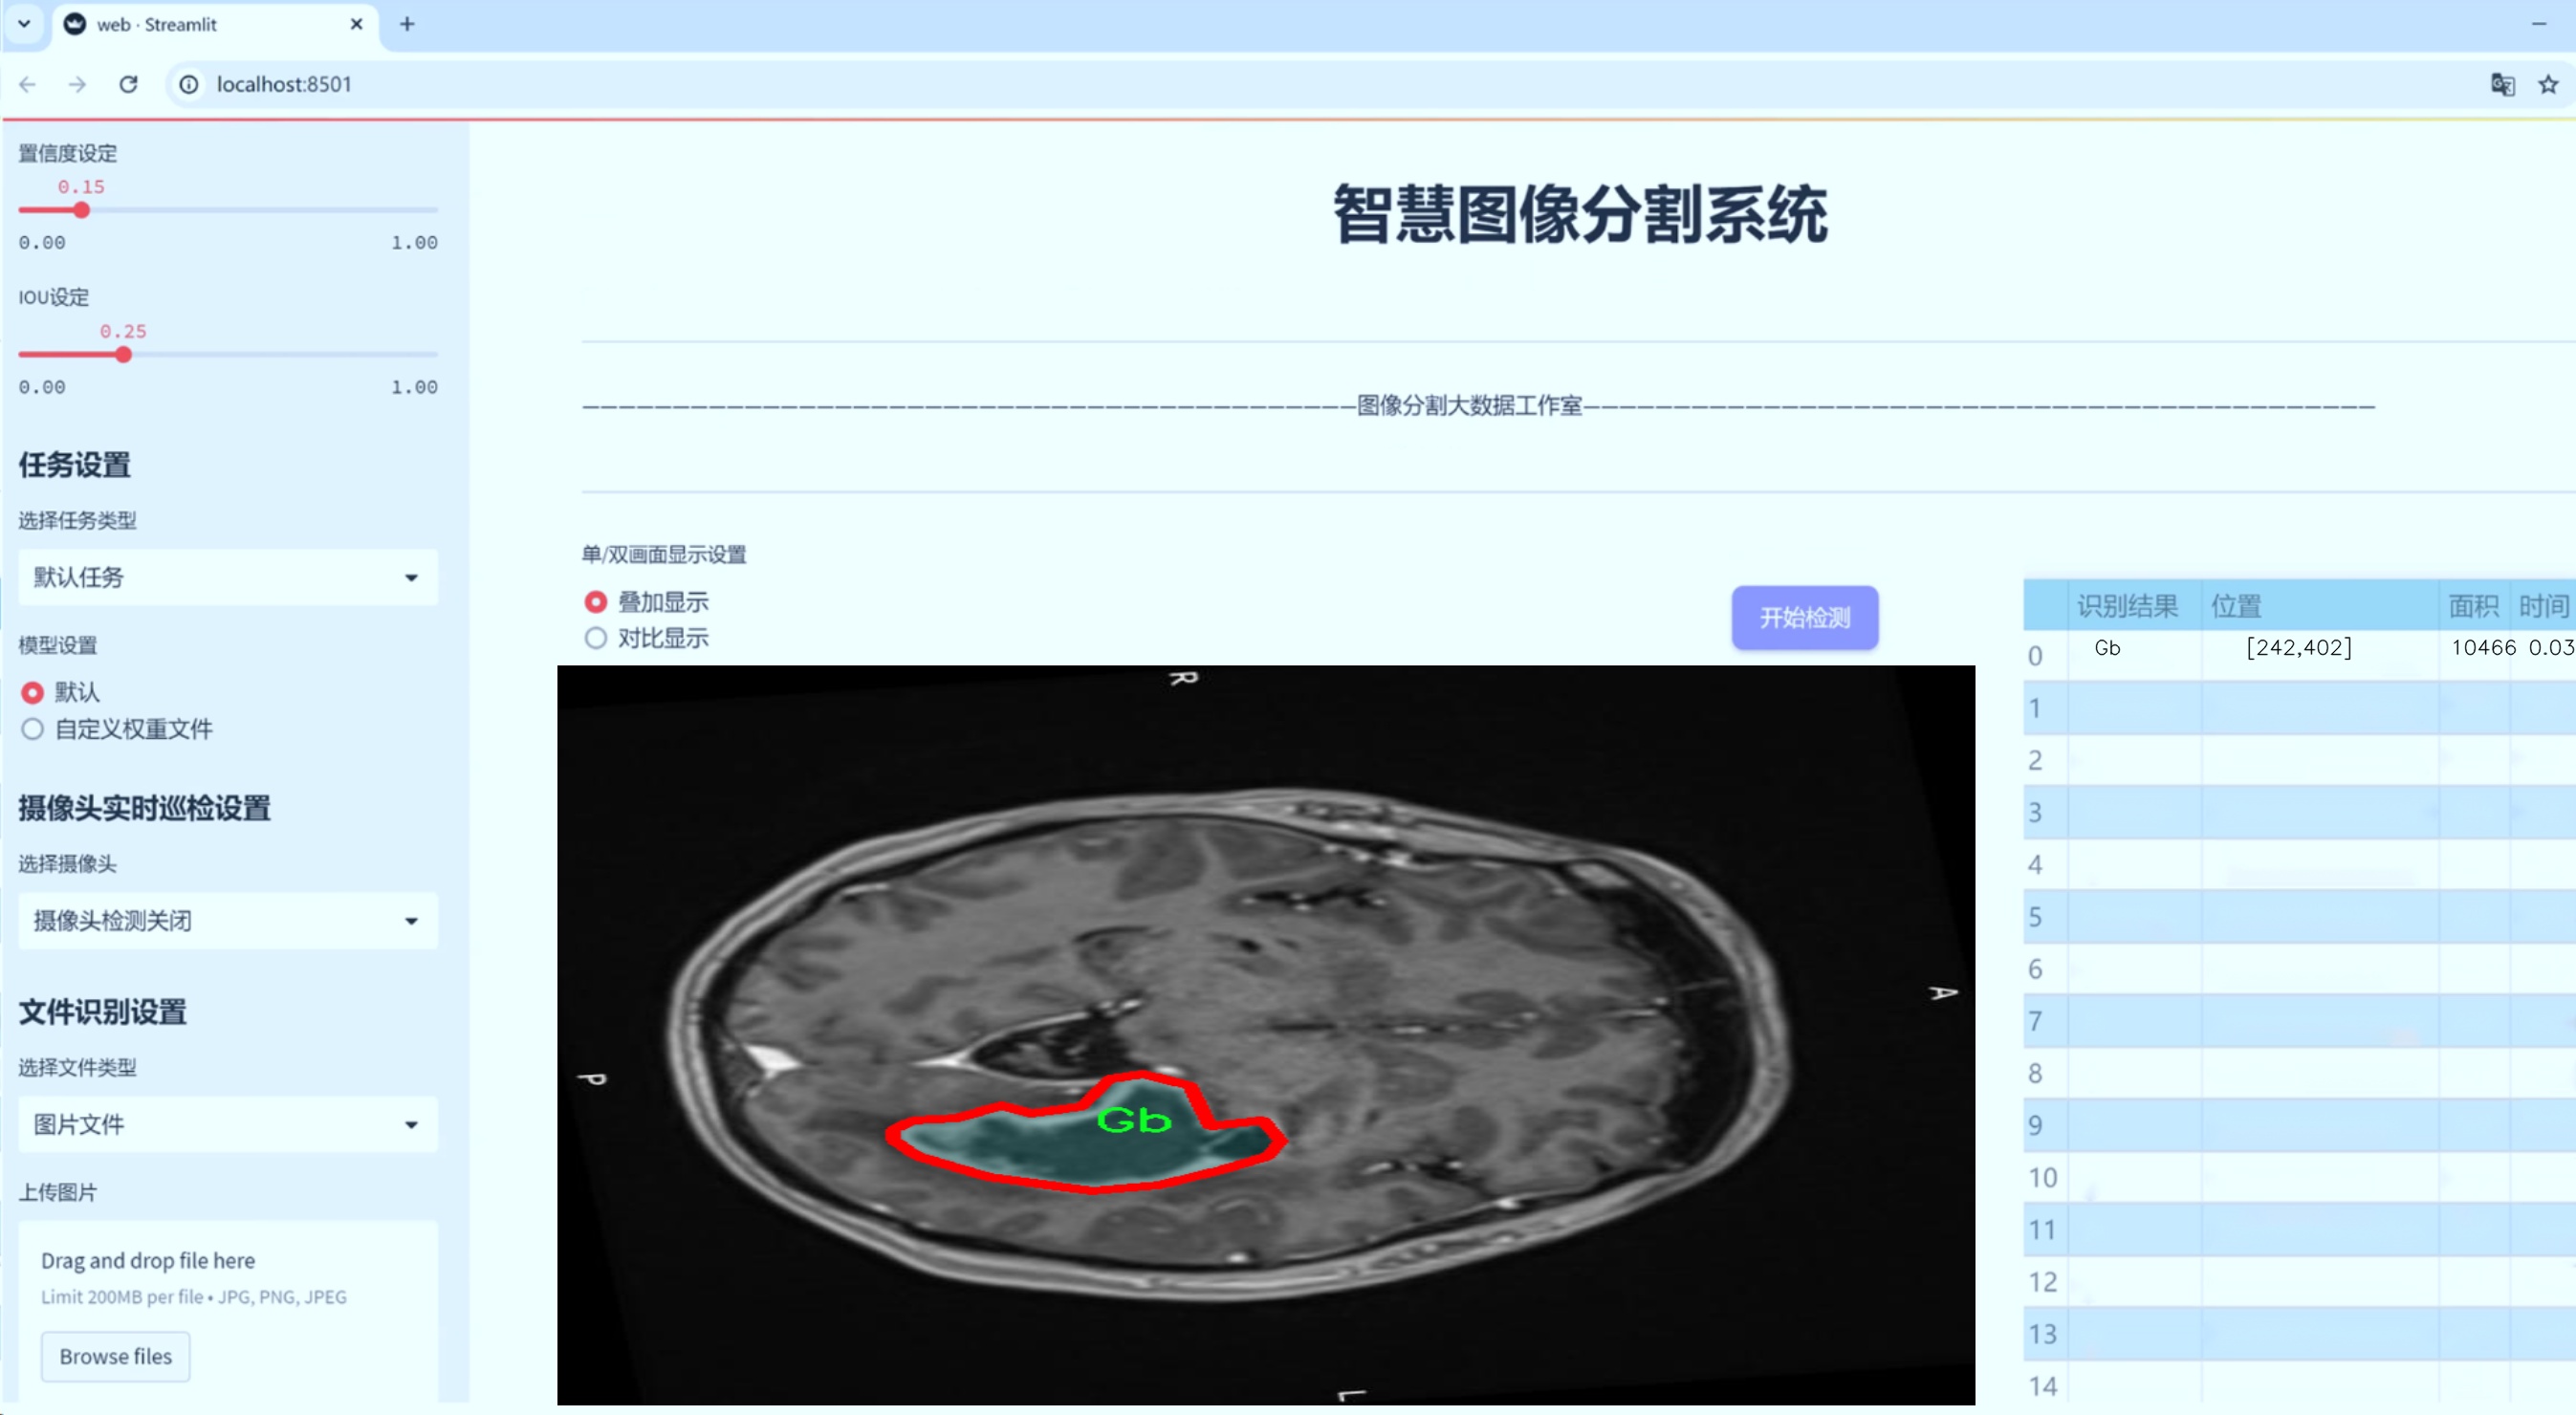 web · Streamlit
localhost:8501
置信度设定
0.15
0.00 1.00
IOU设定
0.25
0.00 1.00
任务设置
选择任务类型
默认任务
模型设置
默认
自定义权重文件
摄像头实时巡检设置
选择摄像头
摄像头检测关闭
文件识别设置
选择文件类型
图片文件
上传图片
Drag and drop file here
Limit 200MB per file • JPG, PNG, JPEG
Browse files
智慧图像分割系统
图像分割大数据工作室
单/双画面显示设置
叠加显示
对比显示
开始检测
R
A
P
L
Gb
识别结果 位置 面积 时间
0 Gb [242,402] 10466 0.03
1
2
3
4
5
6
7
8
9
10
11
12
13
14